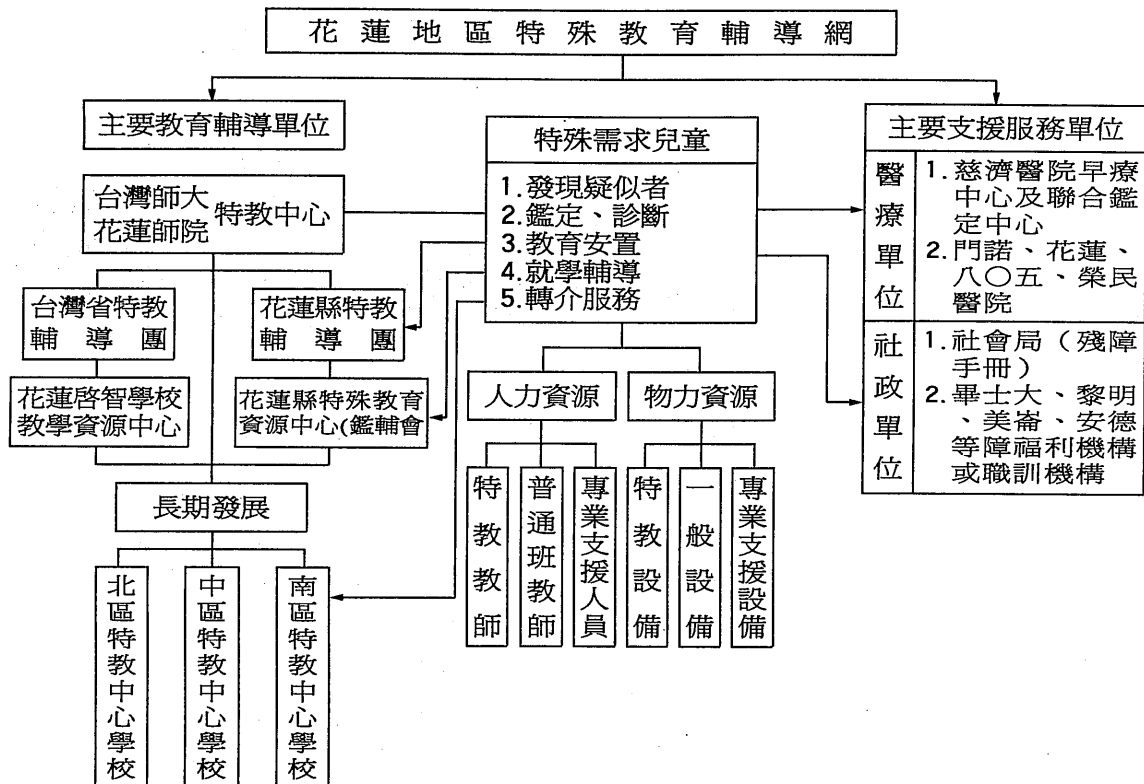 花蓮地區特殊教育輔導網
主要教育輔導單位
台灣師大
花蓮師院
特教中心
台灣省特教
輔導團
花蓮縣特教
輔導團
花蓮啓智學校
教學資源中心
花蓮縣特殊教育
資源中心(鑑輔會
長期發展
北區特教中心學校
中區特教中心學校
南區特教中心學校
特殊需求兒童
1.發現疑似者
2.鑑定、診斷
3.教育安置
4.就學輔導
5.轉介服務
人力資源
物力資源
特教教師
普通班教師
專業支援人員
特教設備
一般設備
專業支援設備
主要支援服務單位
醫療單位
1.慈濟醫院早療
中心及聯合鑑
定中心
2.門諾、花蓮、
八〇五、榮民
醫院
社政單位
1.社會局(殘障
手冊)
2.畢士大、黎明
、美崙、安德
等障福利機構
或職訓機構